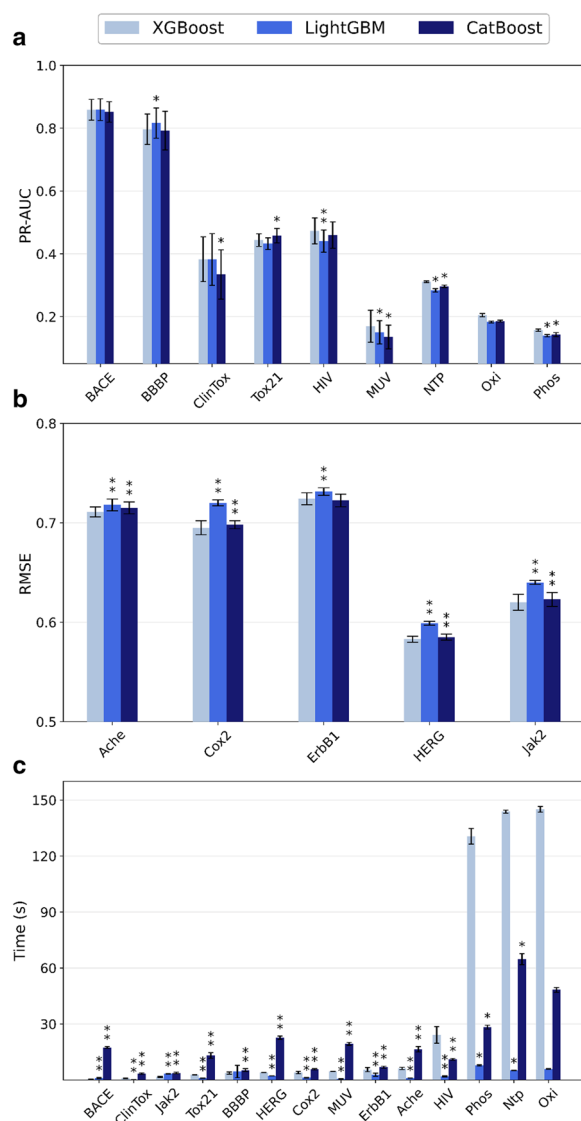 XGBoost LightGBM CatBoost
a
PR-AUC
1.0
0.8
0.6
0.4
0.2
* * * * * * * * * * *
BACE BBBP ClinTox Tox21 HIV MUV NTP Oxi Phos
b
RMSE
0.8
0.7
0.6
0.5
** ** ** ** ** ** ** ** **
Ache Cox2 ErbB1 HERG Jak2
c
Time (s)
150
120
90
60
30
** ** ** ** ** ** ** ** ** ** ** ** ** ** ** ** ** ** ** ** ** * * * *
BACE ClinTox Jak2 Tox21 BBBP HERG Cox2 MUV ErbB1 Ache HIV Phos Ntp Oxi